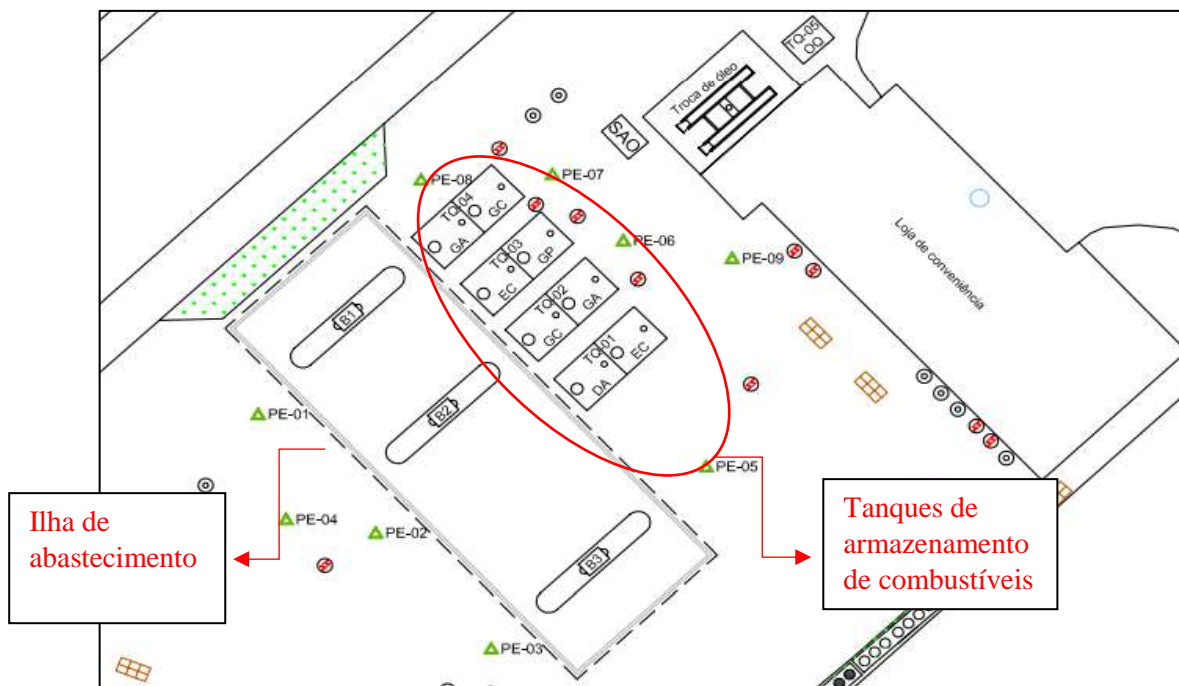 TQ-05
OQ
Troca de óleo
SAO
PE-08
PE-07
TQ-04
GC
GA
PE-06
TQ-03
GP
EC
PE-09
Loja de conveniência
TQ-02
GA
GC
B1
TQ-01
EC
DA
B2
PE-01
PE-05
Ilha de
abastecimento
PE-04
PE-02
Tanques de
armazenamento
de combustíveis
B3
PE-03